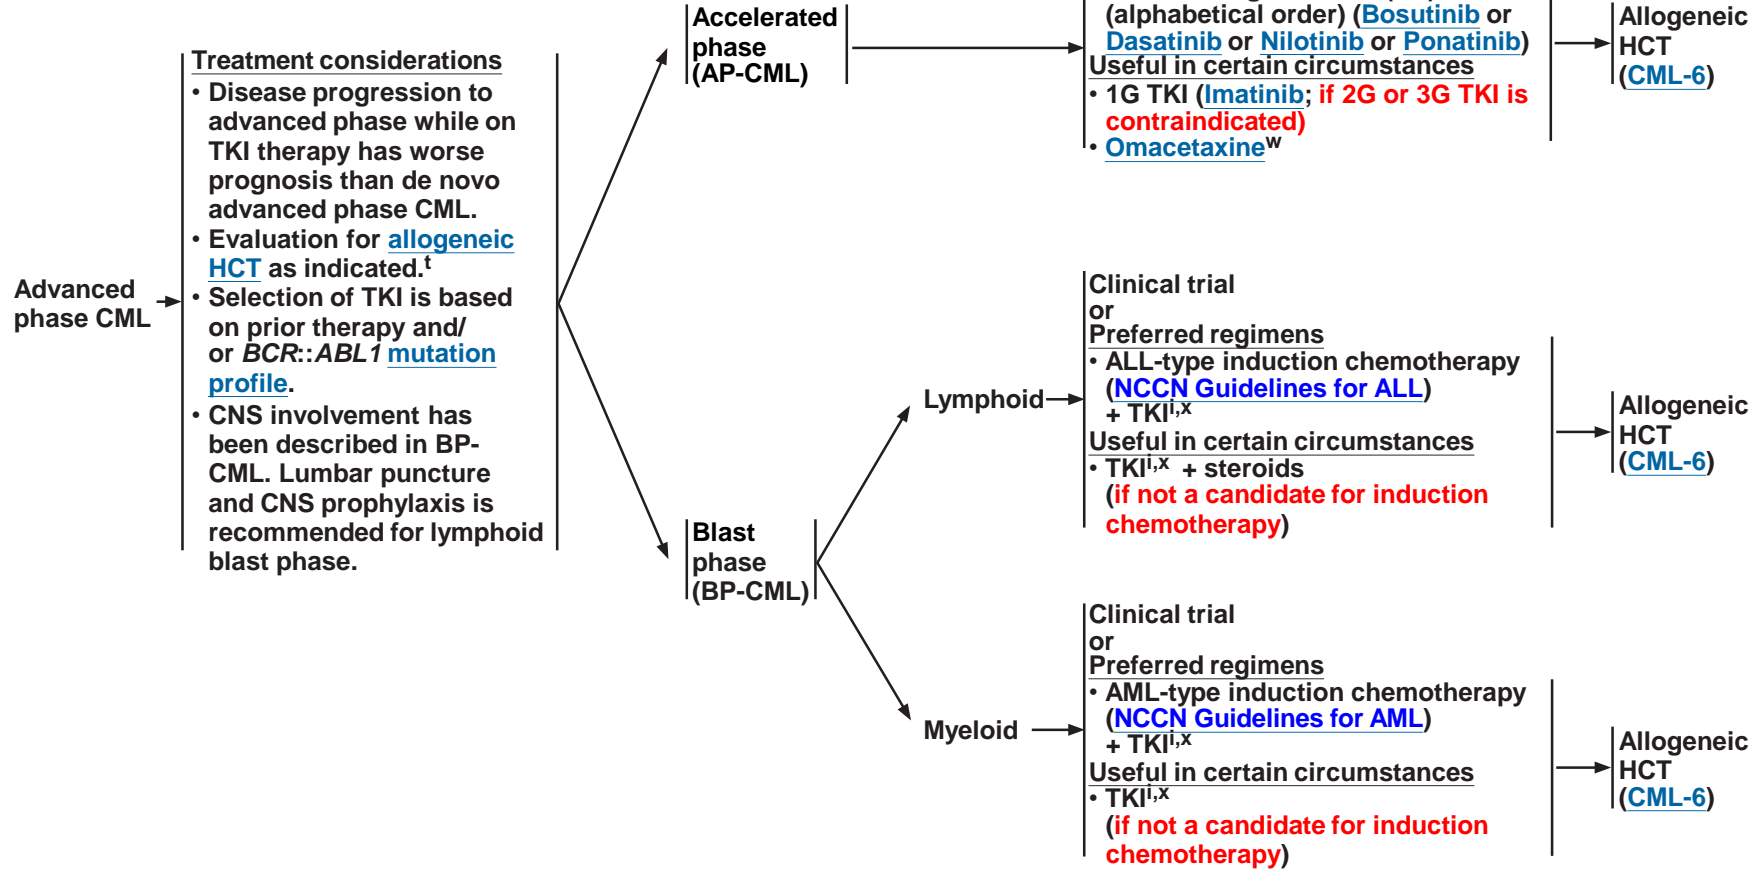 Advanced
phase CML
Treatment considerations
• Disease progression to
advanced phase while on
TKI therapy has worse
prognosis than de novo
advanced phase CML.
• Evaluation for allogeneic
HCT as indicated.t
• Selection of TKI is based
on prior therapy and/
or BCR::ABL1 mutation
profile.
• CNS involvement has
been described in BP-
CML. Lumbar puncture
and CNS prophylaxis is
recommended for lymphoid
blast phase.
Accelerated
phase
(AP-CML)
(alphabetical order) (Bosutinib or
Dasatinib or Nilotinib or Ponatinib)
Useful in certain circumstances
• 1G TKI (Imatinib; if 2G or 3G TKI is
contraindicated)
• Omacetaxinew
Allogeneic
HCT
(CML-6)
Blast
phase
(BP-CML)
Lymphoid
Clinical trial
or
Preferred regimens
• ALL-type induction chemotherapy
(NCCN Guidelines for ALL)
+ TKIi,x
Useful in certain circumstances
• TKIi,x + steroids
(if not a candidate for induction
chemotherapy)
Allogeneic
HCT
(CML-6)
Myeloid
Clinical trial
or
Preferred regimens
• AML-type induction chemotherapy
(NCCN Guidelines for AML)
+ TKIi,x
Useful in certain circumstances
• TKIi,x
(if not a candidate for induction
chemotherapy)
Allogeneic
HCT
(CML-6)